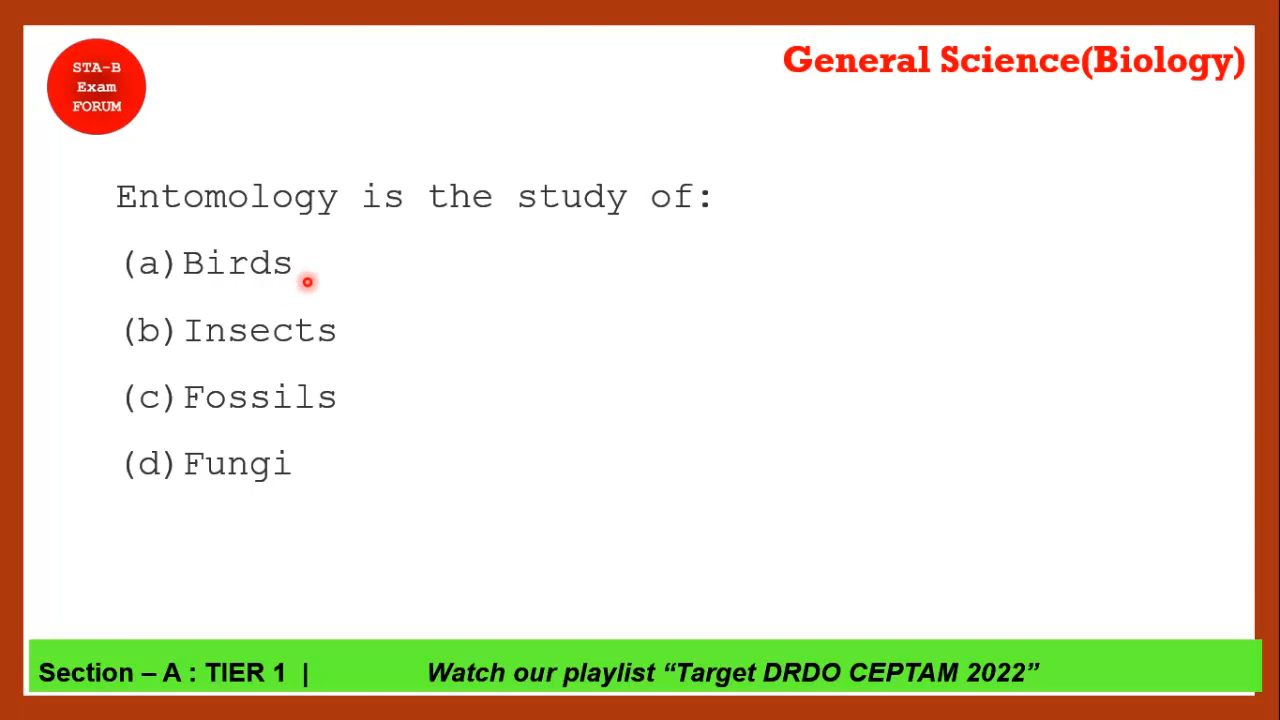 STA-B
Exam
FORUM
General Science(Biology)
Entomology is the study of:
(a)Birds
(b)Insects
(c)Fossils
(d)Fungi
Section – A : TIER 1 | Watch our playlist “Target DRDO CEPTAM 2022”